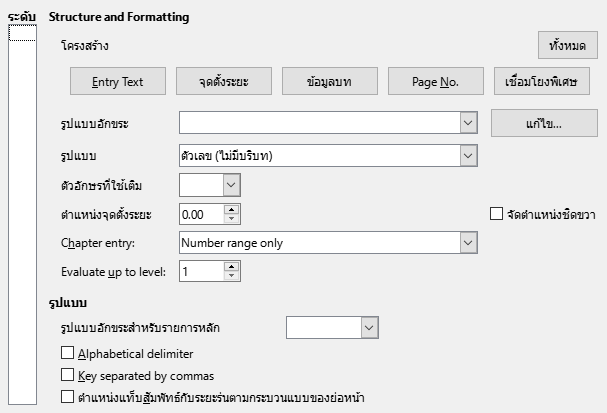 ระดับ Structure and Formatting
โครงสร้าง ทั้งหมด
Entry Text จุดตั้งระยะ ข้อมูลบท Page No. เชื่อมโยงพิเศษ
รูปแบบอักขระ แก้ไข...
รูปแบบ ตัวเลข (ไม่มีบริบท)
ตัวอักษรที่ใช้เติม
ตำแหน่งจุดตั้งระยะ 0.00 จัดตำแหน่งชิดขวา
Chapter entry: Number range only
Evaluate up to level: 1
รูปแบบ
รูปแบบอักขระสำหรับรายการหลัก
Alphabetical delimiter
Key separated by commas
ตำแหน่งแท็บสัมพัทธ์กับระยะร่นตามกระบวนแบบของย่อหน้า